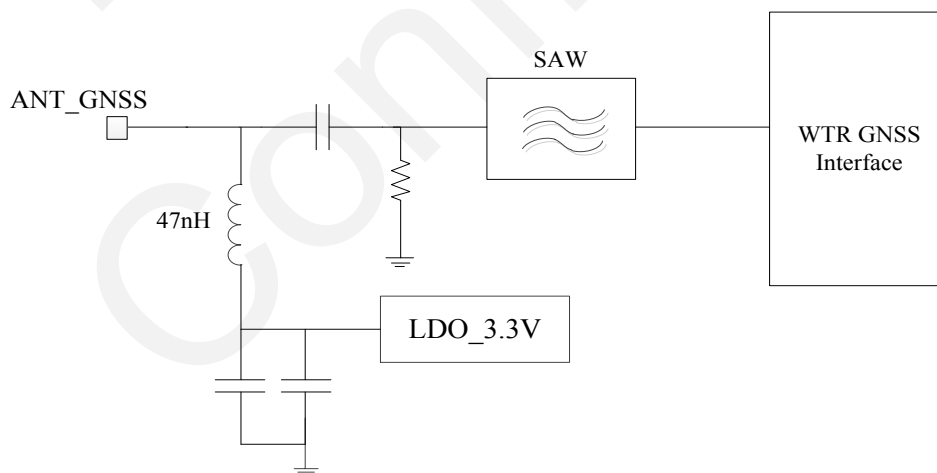 SAW
ANT_GNSS
WTR GNSS
Interface
47nH
LDO_3.3V